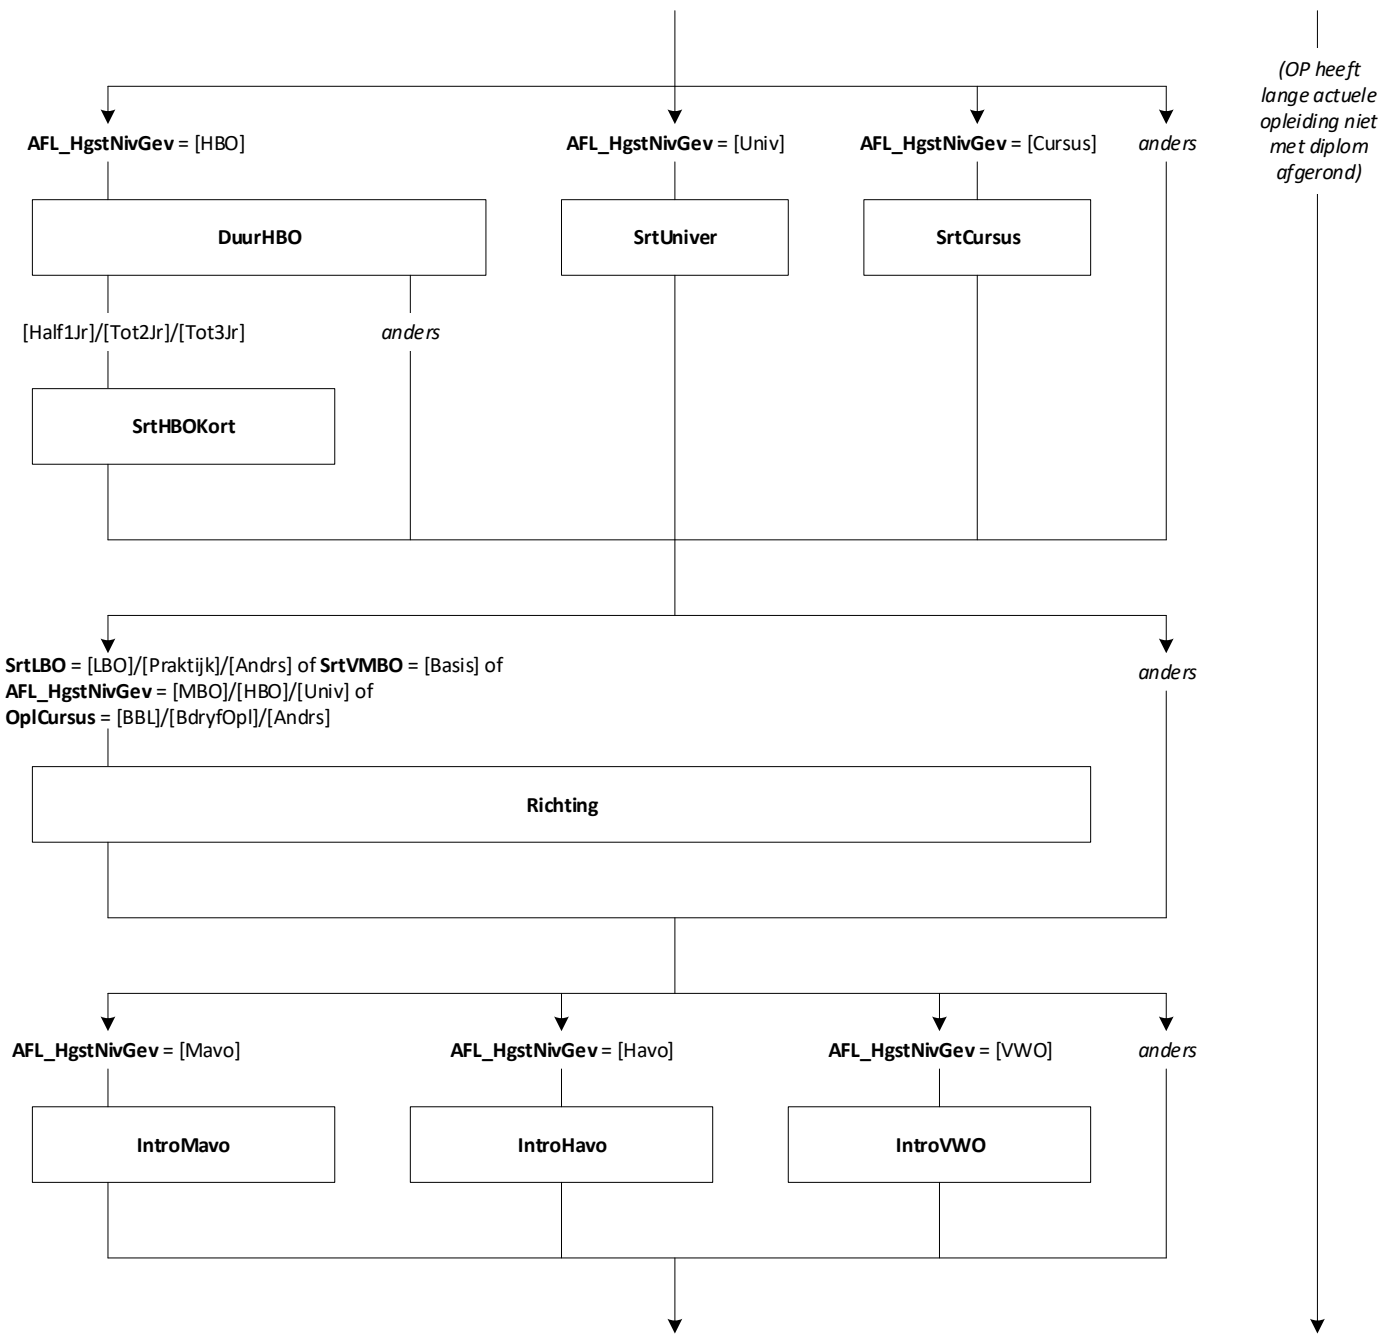 (OP heeft
lange actuele
opleiding niet
met diplom
afgerond)
AFL_HgstNivGev = [HBO]
AFL_HgstNivGev = [Univ]
AFL_HgstNivGev = [Cursus]
anders
DuurHBO
SrtUniver
SrtCursus
[Half1Jr]/[Tot2Jr]/[Tot3Jr]
anders
SrtHBOKort
SrtLBO = [LBO]/[Praktijk]/[Andrs] of SrtVMBO = [Basis] of
AFL_HgstNivGev = [MBO]/[HBO]/[Univ] of
OplCursus = [BBL]/[BdryfOpl]/[Andrs]
anders
Richting
AFL_HgstNivGev = [Mavo]
AFL_HgstNivGev = [Havo]
AFL_HgstNivGev = [VWO]
anders
IntroMavo
IntroHavo
IntroVWO